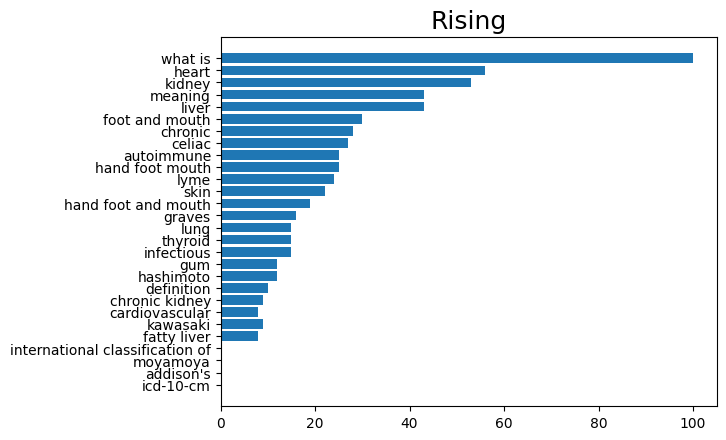 Rising
what is
heart
kidney
meaning
liver
foot and mouth
chronic
celiac
autoimmune
hand foot mouth
lyme
skin
hand foot and mouth
graves
lung
thyroid
infectious
gum
hashimoto
definition
chronic kidney
cardiovascular
kawasaki
fatty liver
international classification of
moyamoya
addison's
icd-10-cm
0 20 40 60 80 100